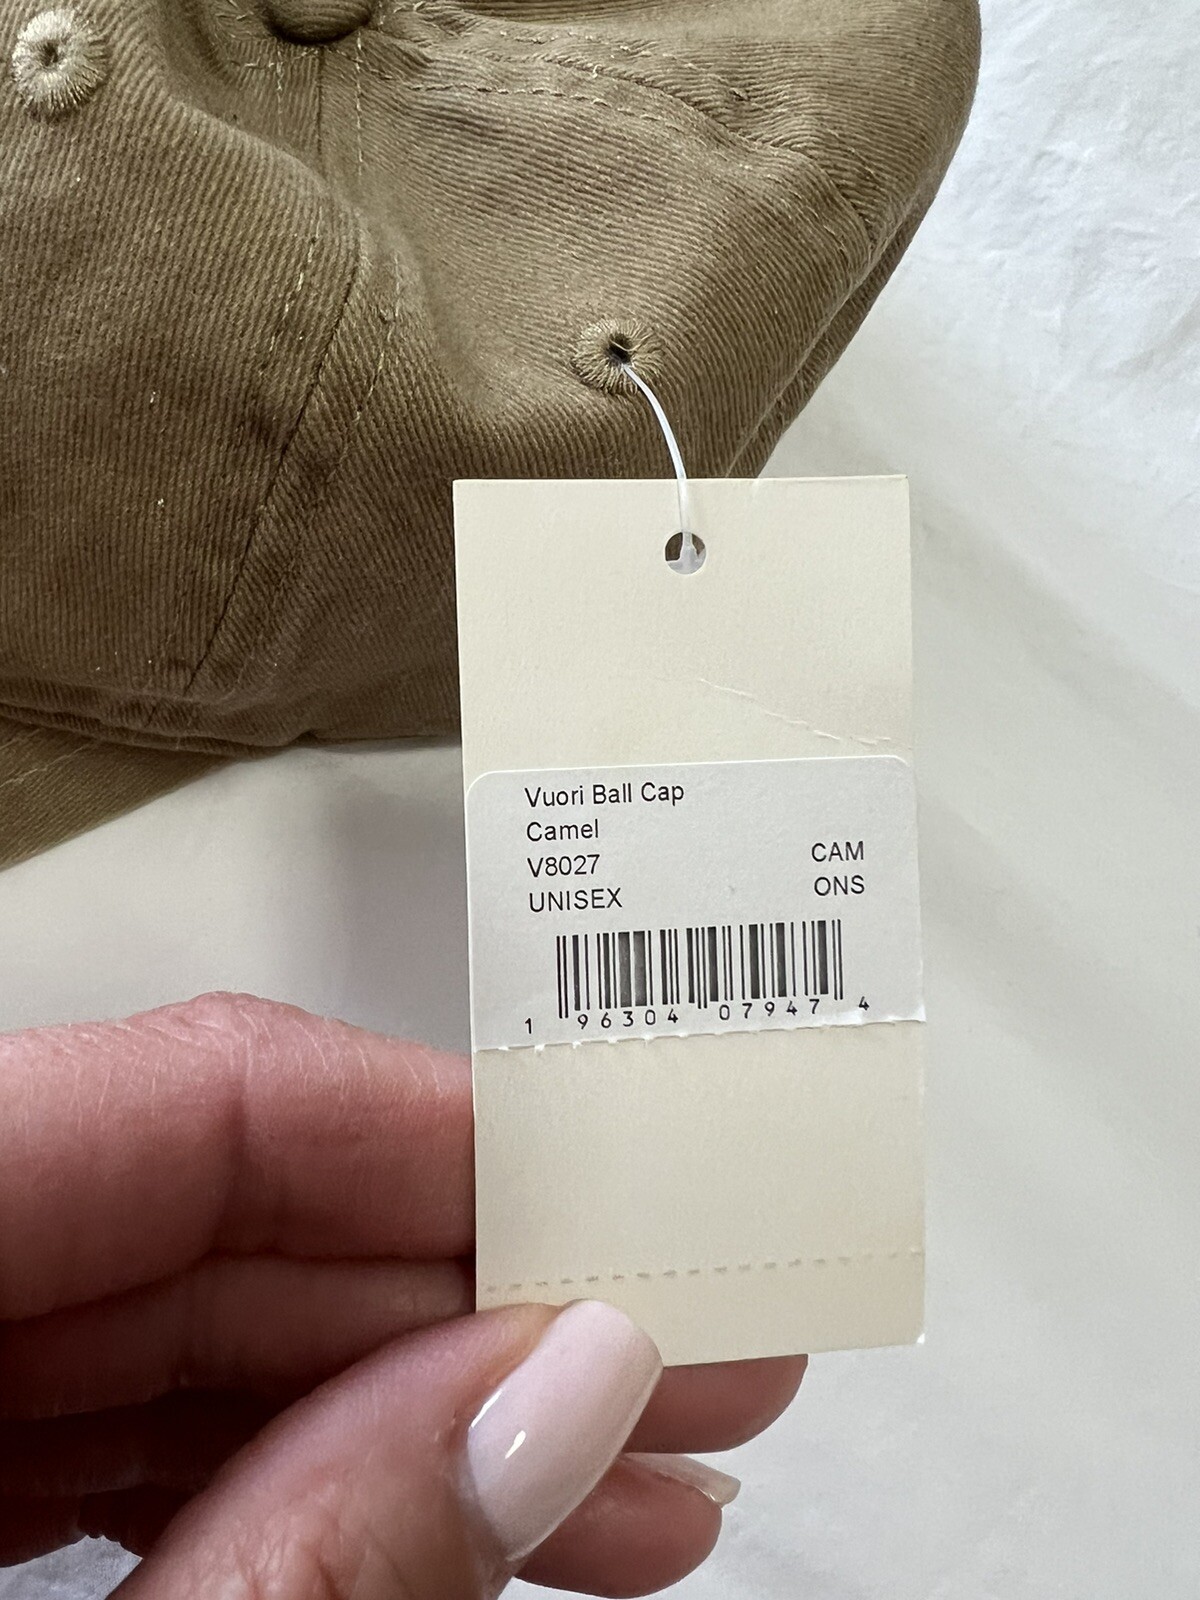 Vuori Ball Cap
Camel
V8027 CAM
UNISEX ONS
1 96304 07947 4